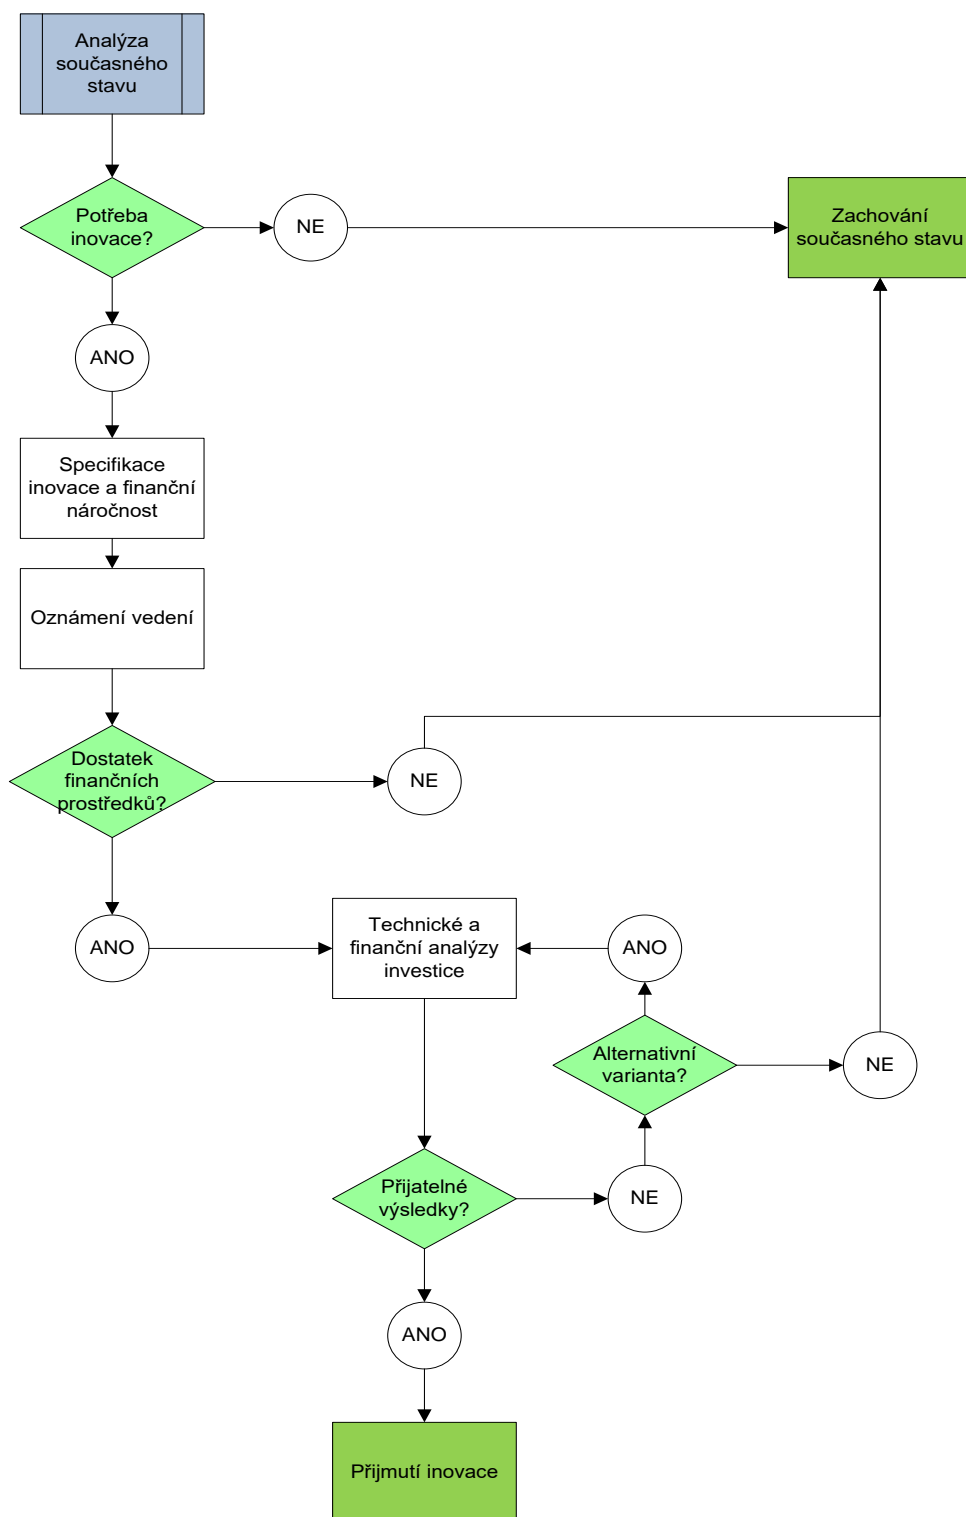 Analýza
současného
stavu
Potřeba
inovace?
NE
Zachování
současného stavu
ANO
Specifikace
inovace a finanční
náročnost
Oznámení vedení
Dostatek
finančních
prostředků?
NE
ANO
Technické a
finanční analýzy
investice
ANO
Alternativní
varianta?
NE
Přijatelné
výsledky?
NE
ANO
Přijmutí inovace